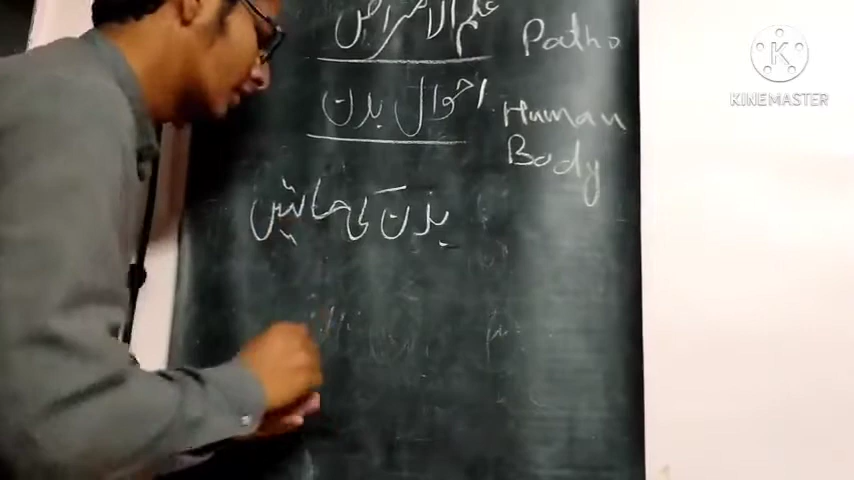 علم الامراض Patho
احوال بدن Human
Body
بدن کی حالتیں
KINEMASTER